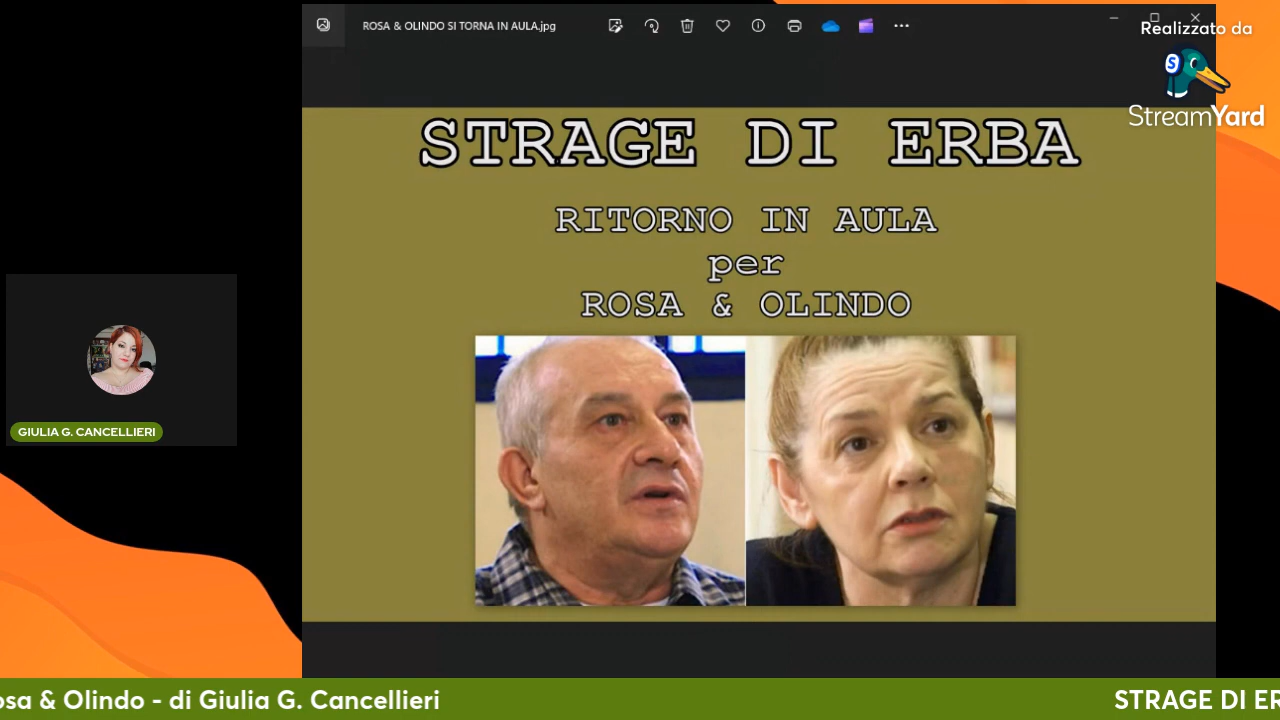 ROSA & OLINDO SI TORNA IN AULA.jpg
Realizzato da
StreamYard
STRAGE DI ERBA
RITORNO IN AULA
per
ROSA & OLINDO
GIULIA G. CANCELLIERI
osa & Olindo - di Giulia G. Cancellieri
STRAGE DI ER